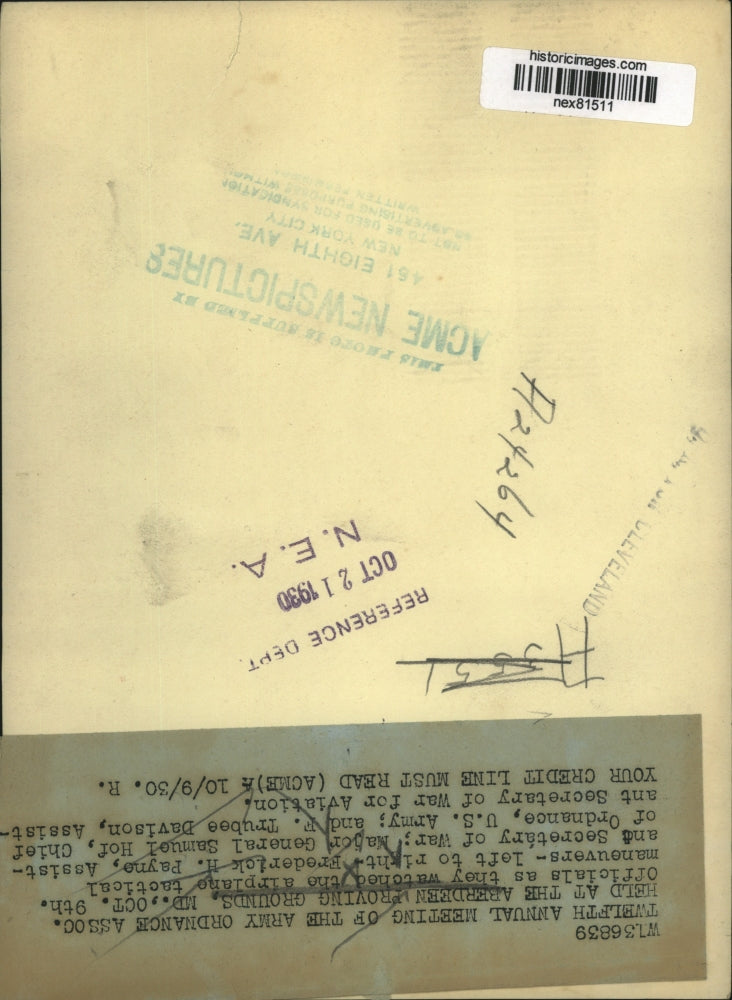 historicimages.com
nex81511
THIS PHOTO IS SUPPLIED BY
ACME NEWSPICTURES
461 EIGHTH AVE.
NEW YORK CITY
NOT TO BE USED FOR SYNDICATION
OR ADVERTISING PURPOSES WITHOUT
WRITTEN
A24264
CLEVELAND
N. E. A.
OCT 21 1930
REFERENCE DEPT.
W136839
TWELFTH ANNUAL MEETING OF THE ARMY ORDNANCE ASSOC.
HELD AT THE ABERDEEN PROVING GROUNDS, MD., OCT. 9th.
Officials as they watched the airplane tactical
maneuvers- left to right- Frederick H. Payne, Assist-
and Secretary of War; Major General Samuel Hof, Chief
of Ordnance, U.S. Army; and F. Trubee Davison, Assist-
ant Secretary of War for Aviation.
YOUR CREDIT LINE MUST READ (ACME) 10/9/30. R.